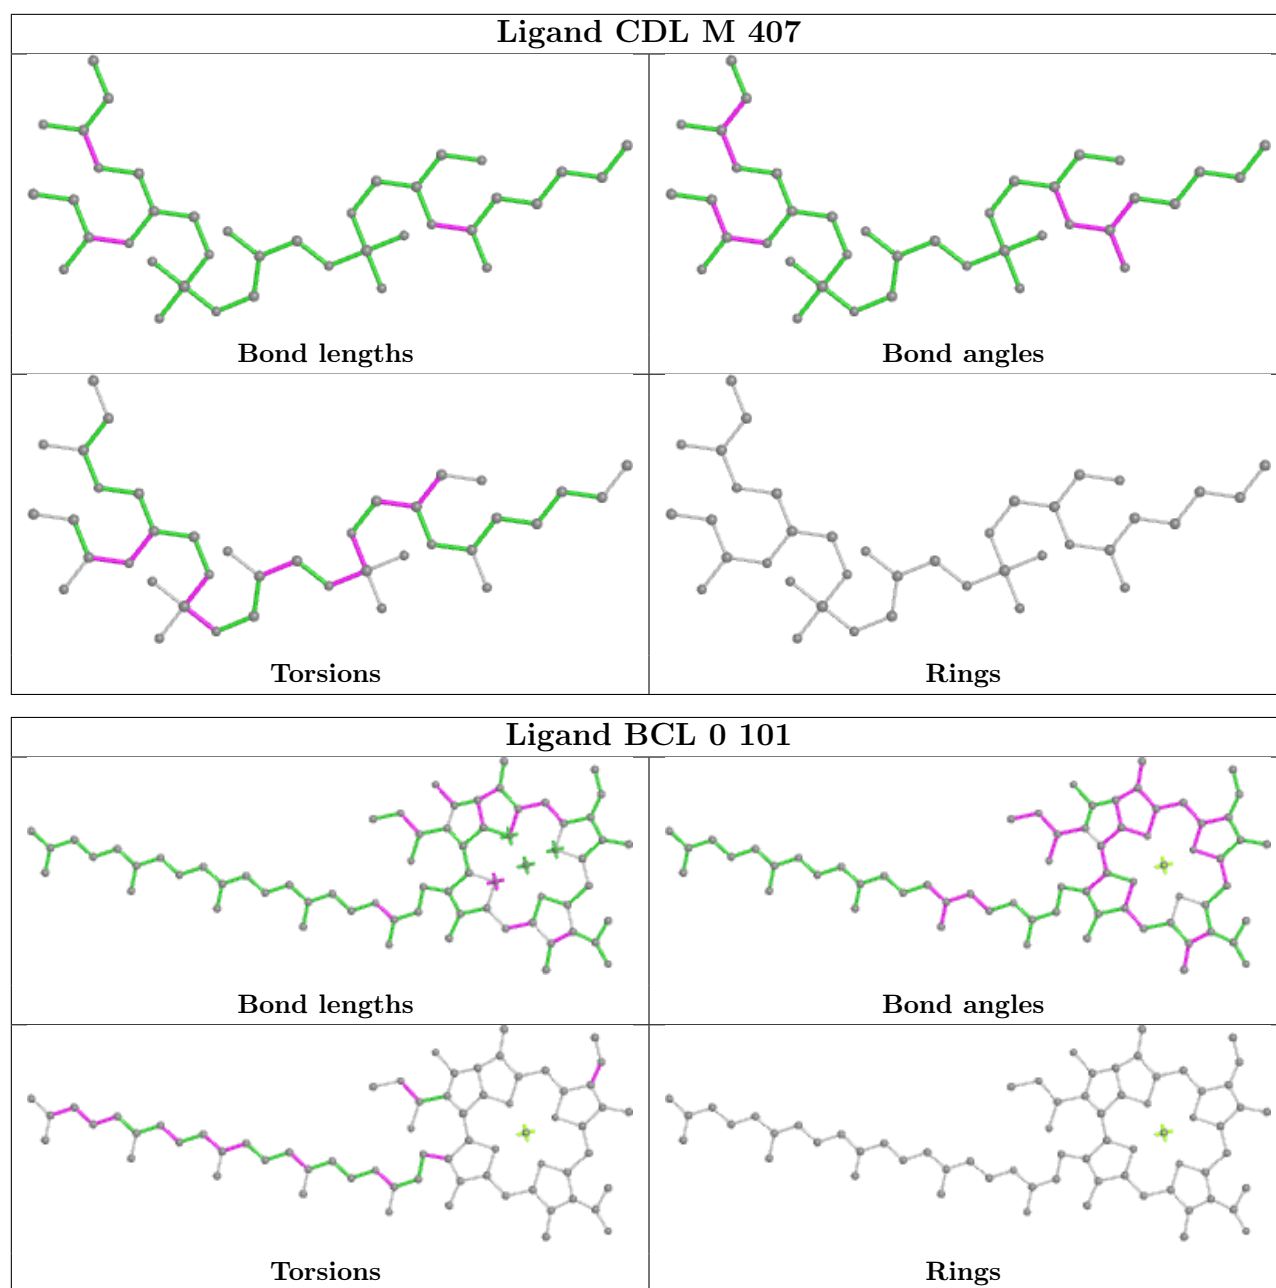 Ligand CDL M 407
Bond lengths
Bond angles
Torsions
Rings
Ligand BCL 0 101
Bond lengths
Bond angles
Torsions
Rings